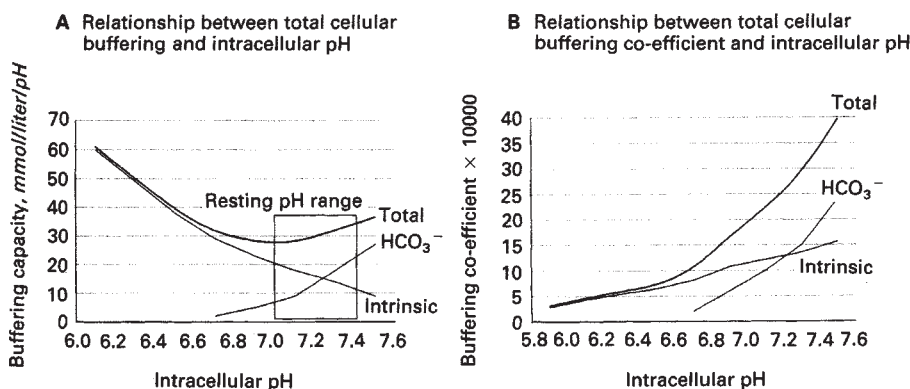 A Relationship between total cellular
buffering and intracellular pH
Buffering capacity, mmol/liter/pH
70
60
50
40
30
20
10
0
Resting pH range
Total
HCO₃⁻
Intrinsic
6.0 6.2 6.4 6.6 6.8 7.0 7.2 7.4 7.6
Intracellular pH
B Relationship between total cellular
buffering co-efficient and intracellular pH
Buffering co-efficient × 10000
40
35
30
25
20
15
10
5
0
Total
HCO₃⁻
Intrinsic
5.8 6.0 6.2 6.4 6.6 6.8 7.0 7.2 7.4 7.6
Intracellular pH